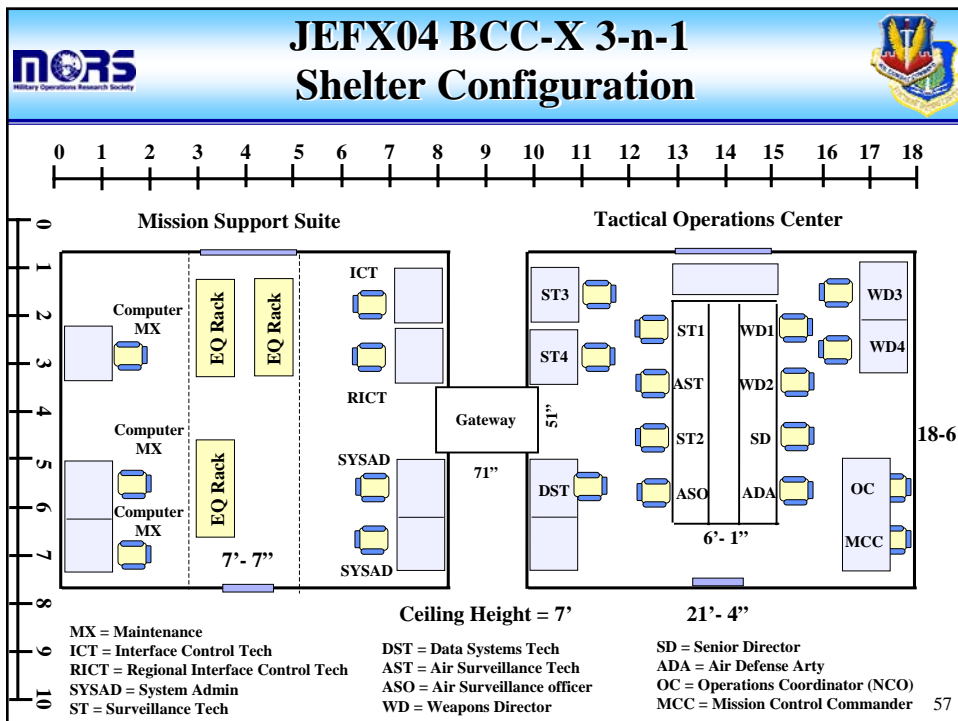 JEFX04 BCC-X 3-n-1
Shelter Configuration
MORS
Military Operations Research Society
AIR COMBAT COMMAND
0 1 2 3 4 5 6 7 8 9 10 11 12 13 14 15 16 17 18
0
1
2
3
4
5
6
7
8
9
10
Mission Support Suite
Computer
MX
Computer
MX
Computer
MX
EQ Rack
EQ Rack
EQ Rack
7’- 7”
ICT
RICT
SYSAD
SYSAD
Gateway
51”
71”
Tactical Operations Center
ST3
ST4
DST
ST1
AST
ST2
ASO
WD1
WD2
SD
ADA
6’- 1”
WD3
WD4
OC
MCC
18-6
Ceiling Height = 7’
21’- 4”
MX = Maintenance
ICT = Interface Control Tech
RICT = Regional Interface Control Tech
SYSAD = System Admin
ST = Surveillance Tech
DST = Data Systems Tech
AST = Air Surveillance Tech
ASO = Air Surveillance officer
WD = Weapons Director
SD = Senior Director
ADA = Air Defense Arty
OC = Operations Coordinator (NCO)
MCC = Mission Control Commander
57